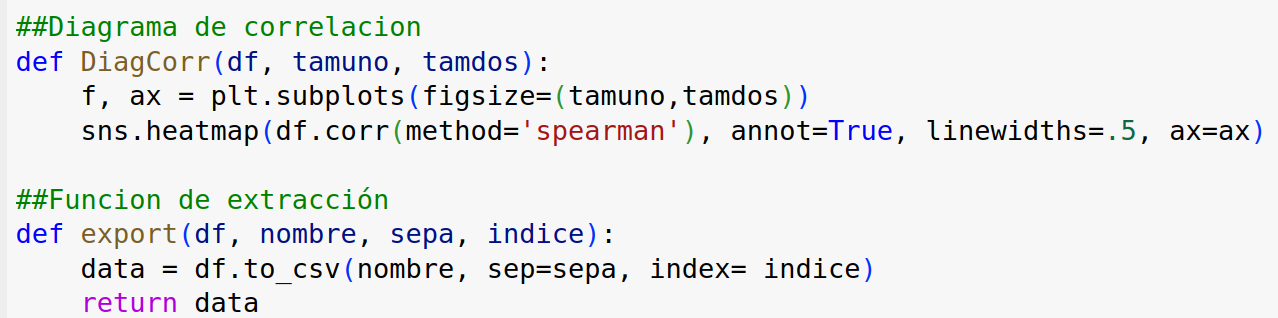 ##Diagrama de correlacion
def DiagCorr(df, tamuno, tamdos):
    f, ax = plt.subplots(figsize=(tamuno,tamdos))
    sns.heatmap(df.corr(method='spearman'), annot=True, linewidths=.5, ax=ax)

##Funcion de extracción
def export(df, nombre, sepa, indice):
    data = df.to_csv(nombre, sep=sepa, index= indice)
    return data